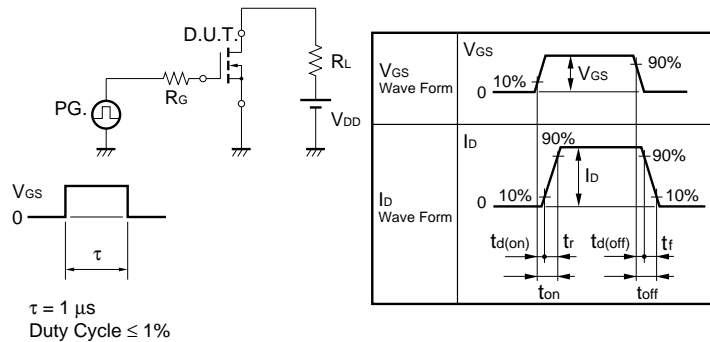 D.U.T.
RL
RG
PG.
VDD
VGS
0
τ
τ = 1 μs
Duty Cycle ≤ 1%
VGS
Wave Form
VGS
90%
VGS
10%
0
ID
Wave Form
ID
90%
90%
ID
10%
10%
0
td(on) tr td(off) tf
ton toff